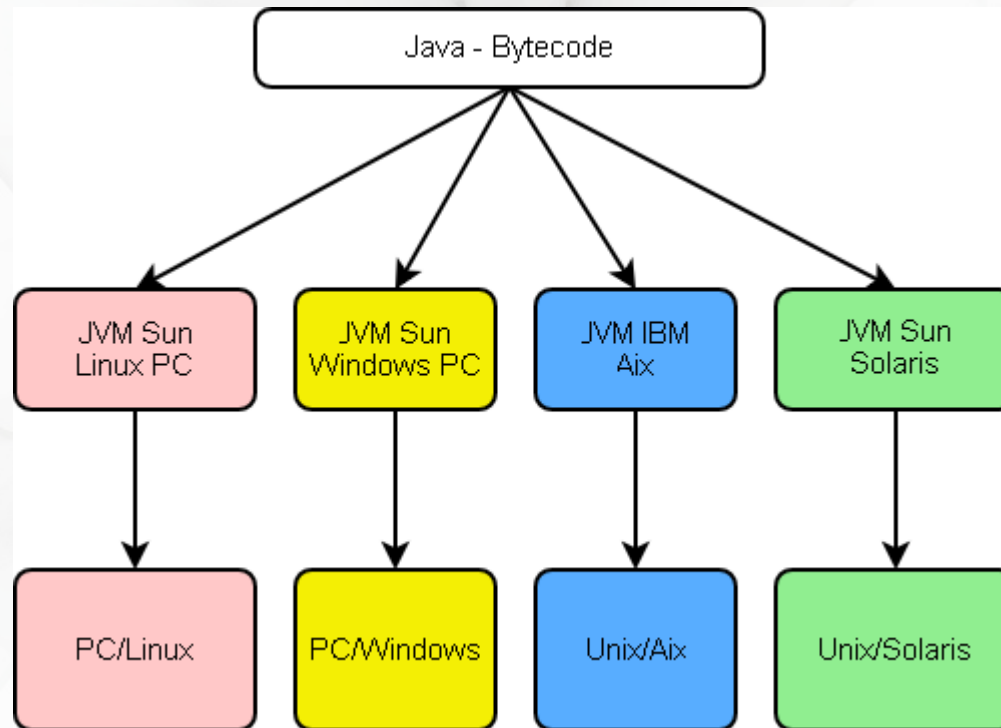 Java - Bytecode
JVM Sun
Linux PC
JVM Sun
Windows PC
JVM IBM
Aix
JVM Sun
Solaris
PC/Linux
PC/Windows
Unix/Aix
Unix/Solaris